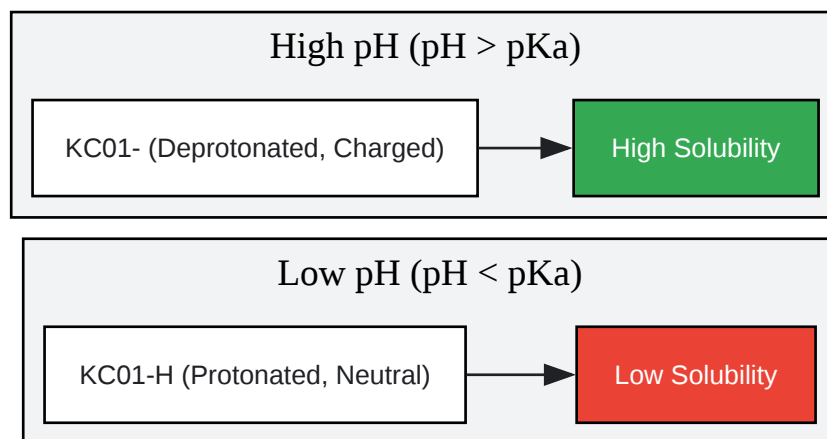 High pH (pH > pKa)
KC01- (Deprotonated, Charged)
High Solubility
Low pH (pH < pKa)
KC01-H (Protonated, Neutral)
Low Solubility